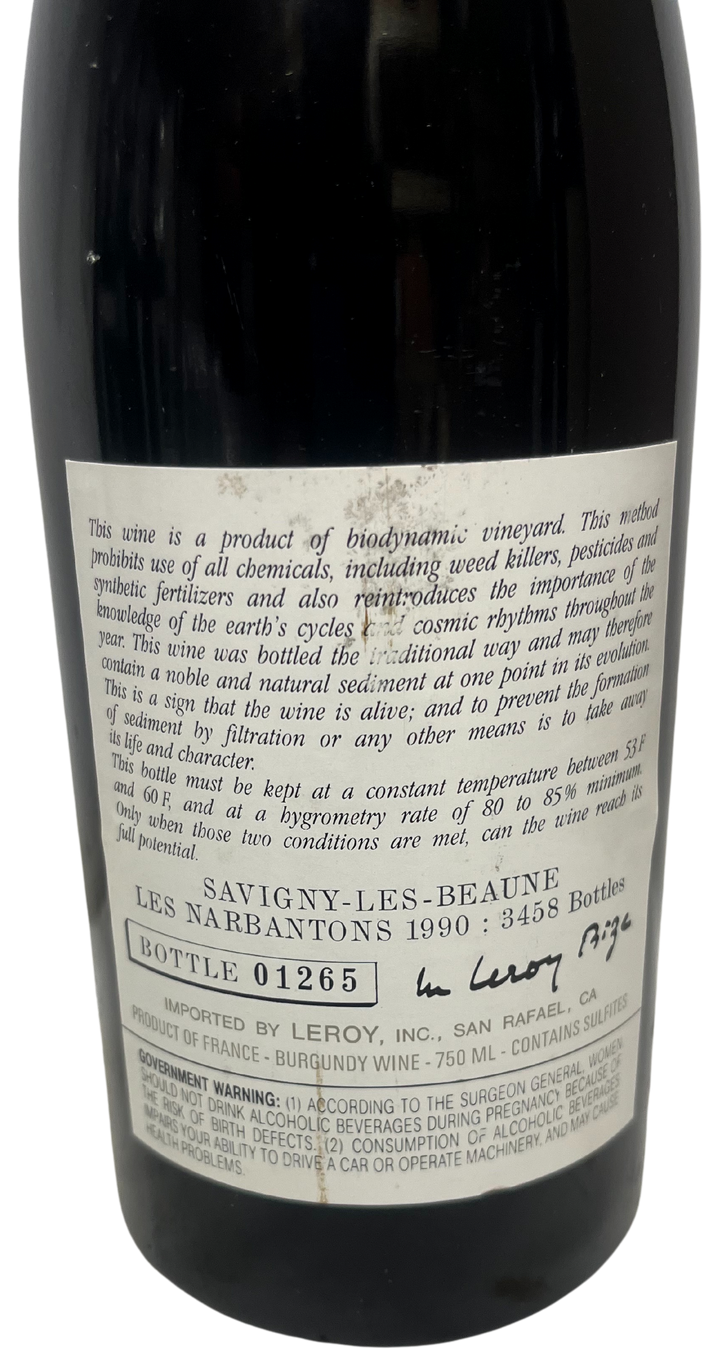 This wine is a product of biodynamic vineyard. This method
prohibits use of all chemicals, including weed killers, pesticides and
synthetic fertilizers and also reintroduces the importance of the
knowledge of the earth's cycles and cosmic rhythms throughout the
year. This wine was bottled the traditional way and may therefore
contain a noble and natural sediment at one point in its evolution.
This is a sign that the wine is alive; and to prevent the formation
of sediment by filtration or any other means is to take away
its life and character.
This bottle must be kept at a constant temperature between 53 F
and 60 F, and at a hygrometry rate of 80 to 85% minimum.
Only when those two conditions are met, can the wine reach its
full potential.
SAVIGNY-LES-BEAUNE
LES NARBANTONS 1990 : 3458 Bottles
BOTTLE 01265
Leroy Bize
IMPORTED BY LEROY, INC., SAN RAFAEL, CA
PRODUCT OF FRANCE - BURGUNDY WINE - 750 ML - CONTAINS SULFITES
GOVERNMENT WARNING: (1) ACCORDING TO THE SURGEON GENERAL, WOMEN
SHOULD NOT DRINK ALCOHOLIC BEVERAGES DURING PREGNANCY BECAUSE OF
THE RISK OF BIRTH DEFECTS. (2) CONSUMPTION OF ALCOHOLIC BEVERAGES
IMPAIRS YOUR ABILITY TO DRIVE A CAR OR OPERATE MACHINERY, AND MAY CAUSE
HEALTH PROBLEMS.